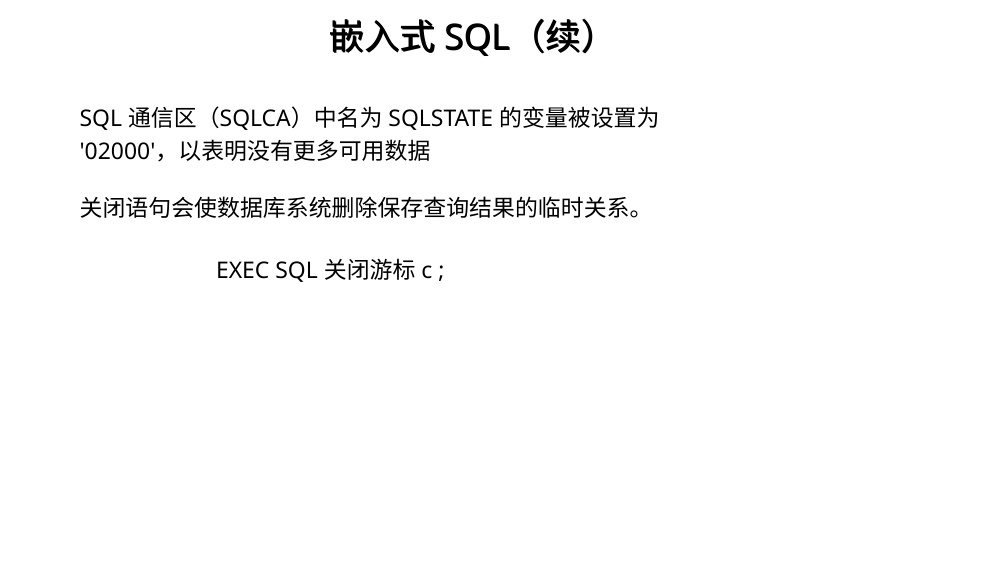 嵌入式 SQL（续）
SQL 通信区（SQLCA）中名为 SQLSTATE 的变量被设置为
'02000'，以表明没有更多可用数据
关闭语句会使数据库系统删除保存查询结果的临时关系。
EXEC SQL 关闭游标 c ;